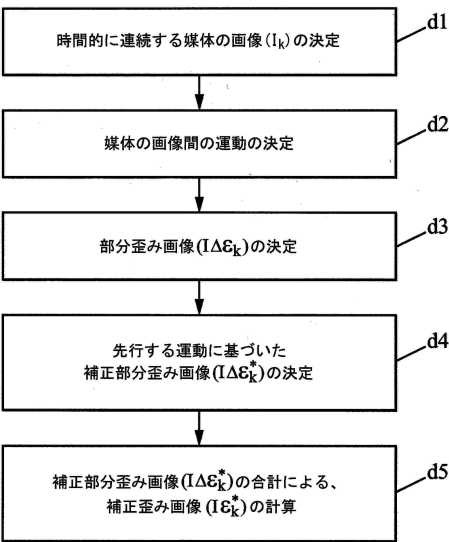 時間的に連続する媒体の画像(Ik)の決定
d1
媒体の画像間の運動の決定
d2
部分歪み画像(IΔεk)の決定
d3
先行する運動に基づいた
補正部分歪み画像(IΔεk*)の決定
d4
補正部分歪み画像(IΔεk*)の合計による、
補正歪み画像(Iεk*)の計算
d5